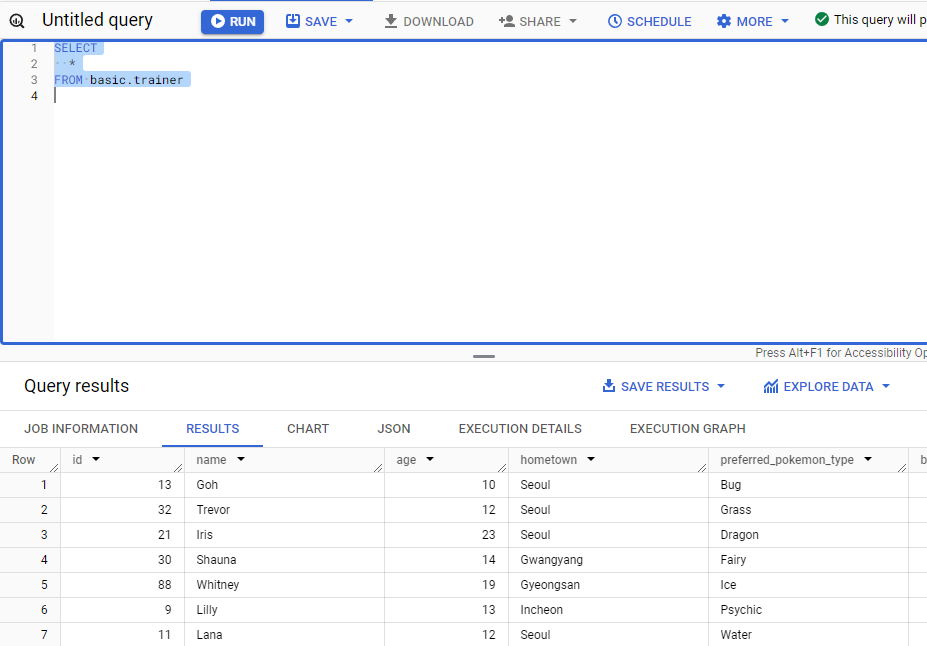 Untitled query RUN SAVE DOWNLOAD SHARE SCHEDULE MORE This query will p
1 SELECT
2 *
3 FROM basic.trainer
4
Press Alt+F1 for Accessibility Op
Query results SAVE RESULTS EXPLORE DATA
JOB INFORMATION RESULTS CHART JSON EXECUTION DETAILS EXECUTION GRAPH
Row id name age hometown preferred_pokemon_type b
1 13 Goh 10 Seoul Bug
2 32 Trevor 12 Seoul Grass
3 21 Iris 23 Seoul Dragon
4 30 Shauna 14 Gwangyang Fairy
5 88 Whitney 19 Gyeongsan Ice
6 9 Lilly 13 Incheon Psychic
7 11 Lana 12 Seoul Water